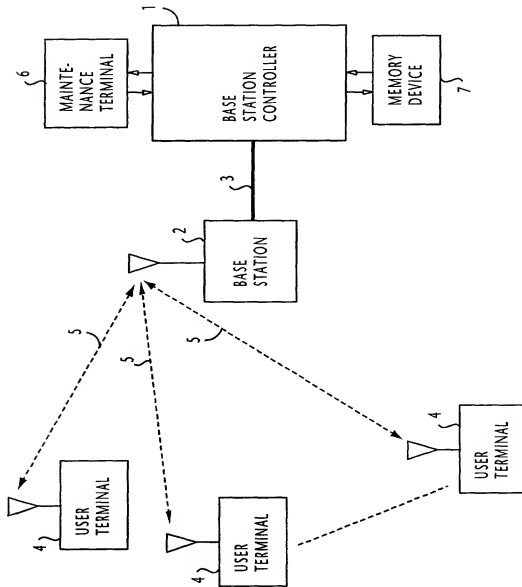 6
MAINTE-
NANCE
TERMINAL
1
BASE
STATION
CONTROLLER
MEMORY
DEVICE
7
3
2
BASE
STATION
5
5
5
4
USER
TERMINAL
4
USER
TERMINAL
4
USER
TERMINAL